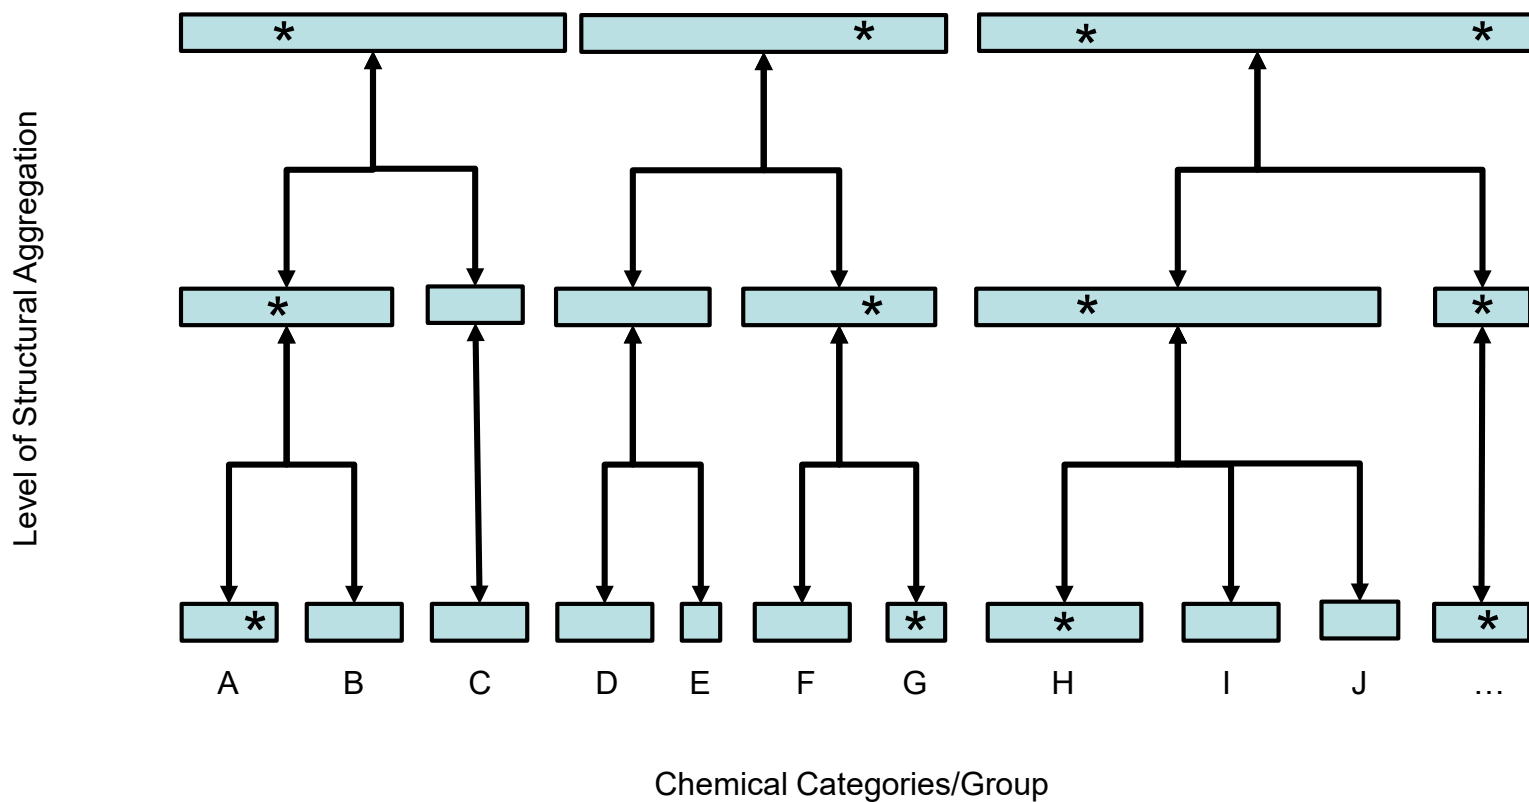 * * * *
Level of Structural Aggregation
* * * *
* * * *
A B C D E F G H I J …
Chemical Categories/Group